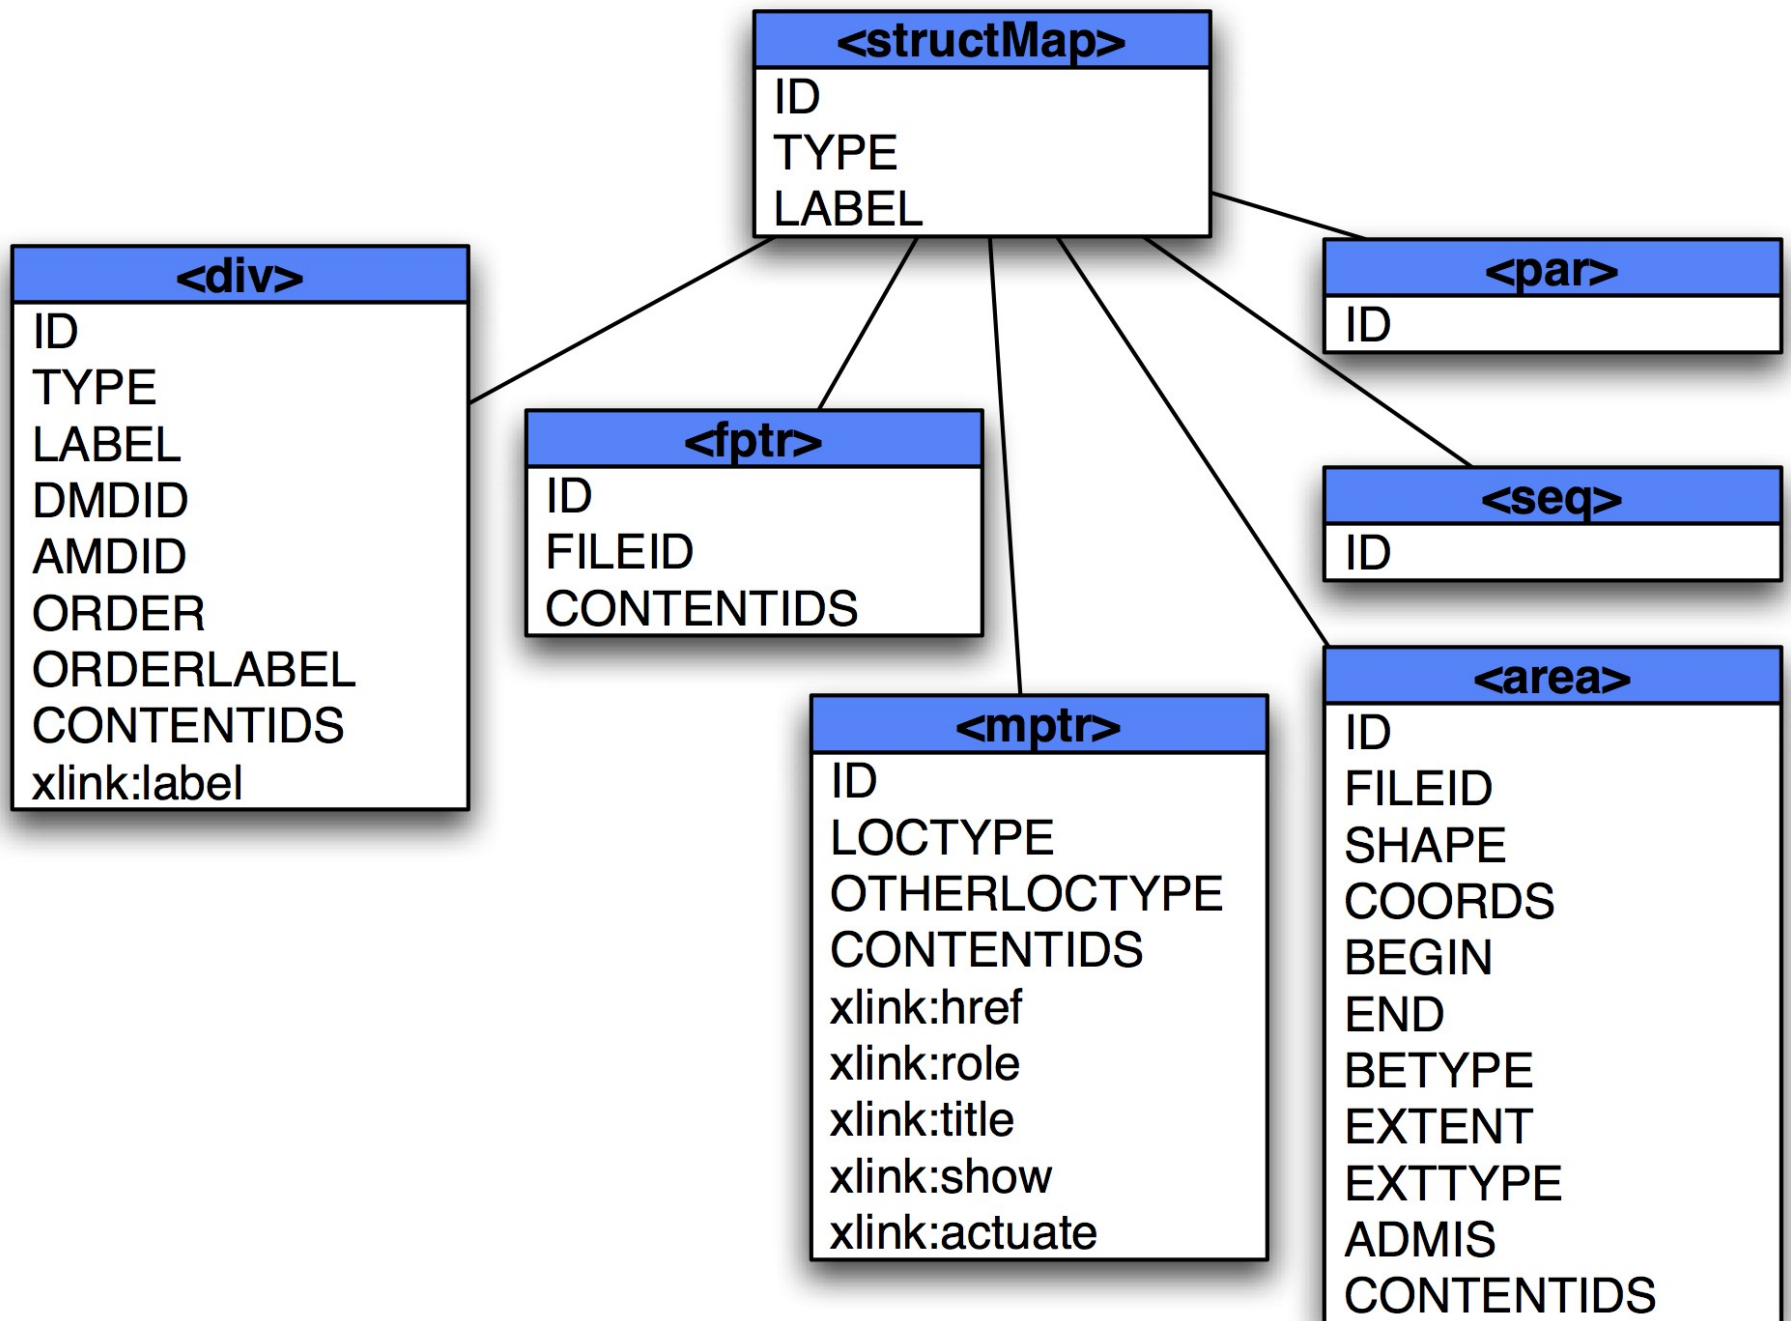 <structMap>
ID
TYPE
LABEL
<div>
ID
TYPE
LABEL
DMDID
AMDID
ORDER
ORDERLABEL
CONTENTIDS
xlink:label
<fptr>
ID
FILEID
CONTENTIDS
<mptr>
ID
LOCTYPE
OTHERLOCTYPE
CONTENTIDS
xlink:href
xlink:role
xlink:title
xlink:show
xlink:actuate
<par>
ID
<seq>
ID
<area>
ID
FILEID
SHAPE
COORDS
BEGIN
END
BETYPE
EXTENT
EXTTYPE
ADMIS
CONTENTIDS